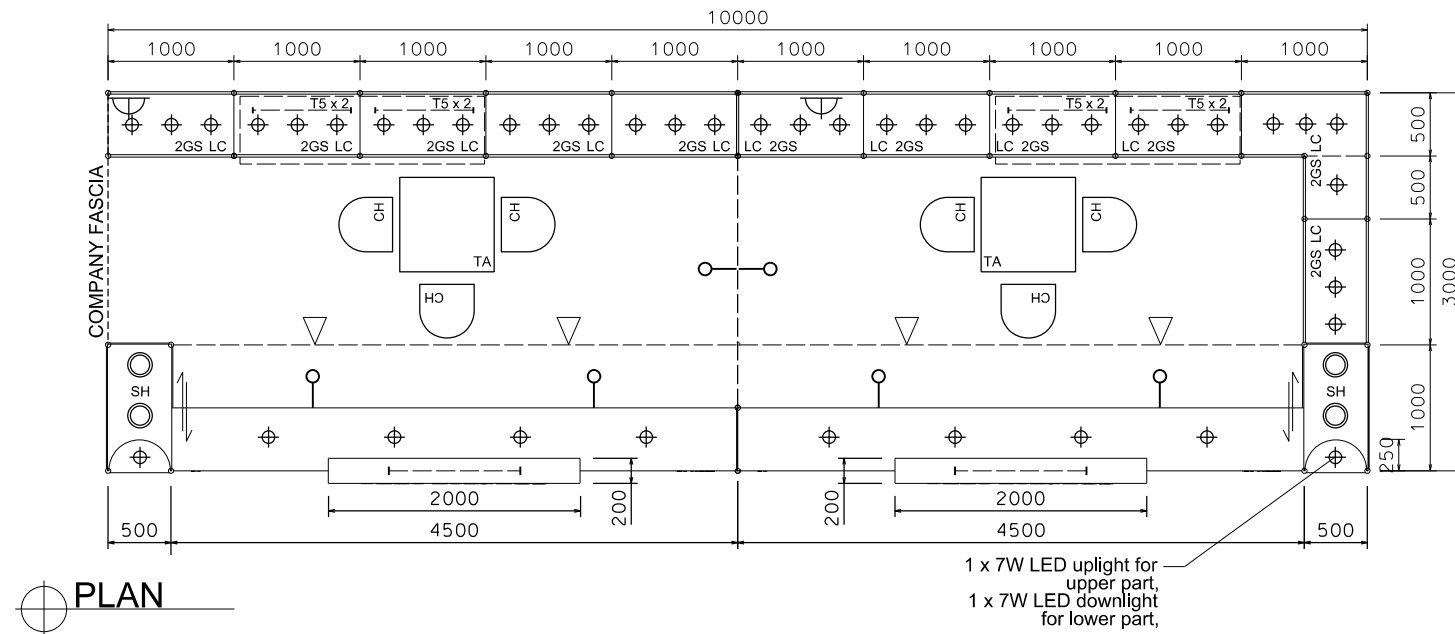 10000
1000 1000 1000 1000 1000 1000 1000 1000 1000 1000
T5 x 2 T5 x 2 T5 x 2 T5 x 2
2GS LC 2GS LC 2GS LC 2GS LC 2GS LC LC 2GS LC 2GS LC 2GS LC 2GS
2GS LC
2GS LC
500
500
1000
3000
1000
250
COMPANY FASCIA
CH CH CH CH
TA TA
CH CH
SH SH
2000 200 200 2000
500 4500 4500 500
1 x 7W LED uplight for
upper part,
1 x 7W LED downlight
for lower part,
PLAN